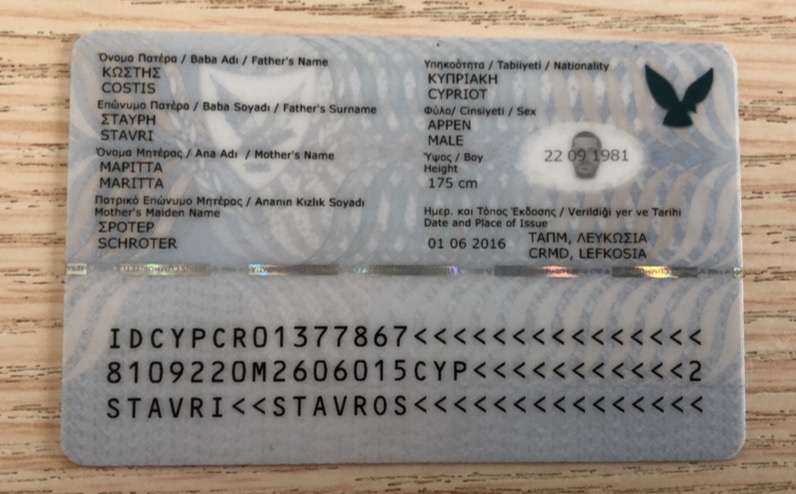 Όνομα Πατέρα / Baba Adı / Father's Name
ΚΩΣΤΗΣ
COSTIS
Επώνυμο Πατέρα / Baba Soyadı / Father's Surname
ΣΤΑΥΡΗ
STAVRI
Όνομα Μητέρας / Ana Adı / Mother's Name
ΜΑΡΙΤΤΑ
MARITTA
Πατρικό Επώνυμο Μητέρας / Ananın Kızlık Soyadi
Mother's Maiden Name
ΣΡΟΤΕΡ
SCHROTER
Υπηκοότητα / Tabiiyeti / Nationality
ΚΥΠΡΙΑΚΗ
CYPRIOT
Φύλο/ Cinsiyeti / Sex
ΑΡΡΕΝ
MALE
Ύψος / Boy
Height
175 cm
22 09 1981
Ημερ. και Τόπος Έκδοσης / Verildiği yer ve Tarihi
Date and Place of Issue
01 06 2016 ΤΑΠΜ, ΛΕΥΚΩΣΙΑ
CRMD, LEFKOSIA
IDCYPCR01377867<<<<<<<<<<<<<<<
8109220M2606015CYP<<<<<<<<<<<2
STAVRI<<STAVROS<<<<<<<<<<<<<<<